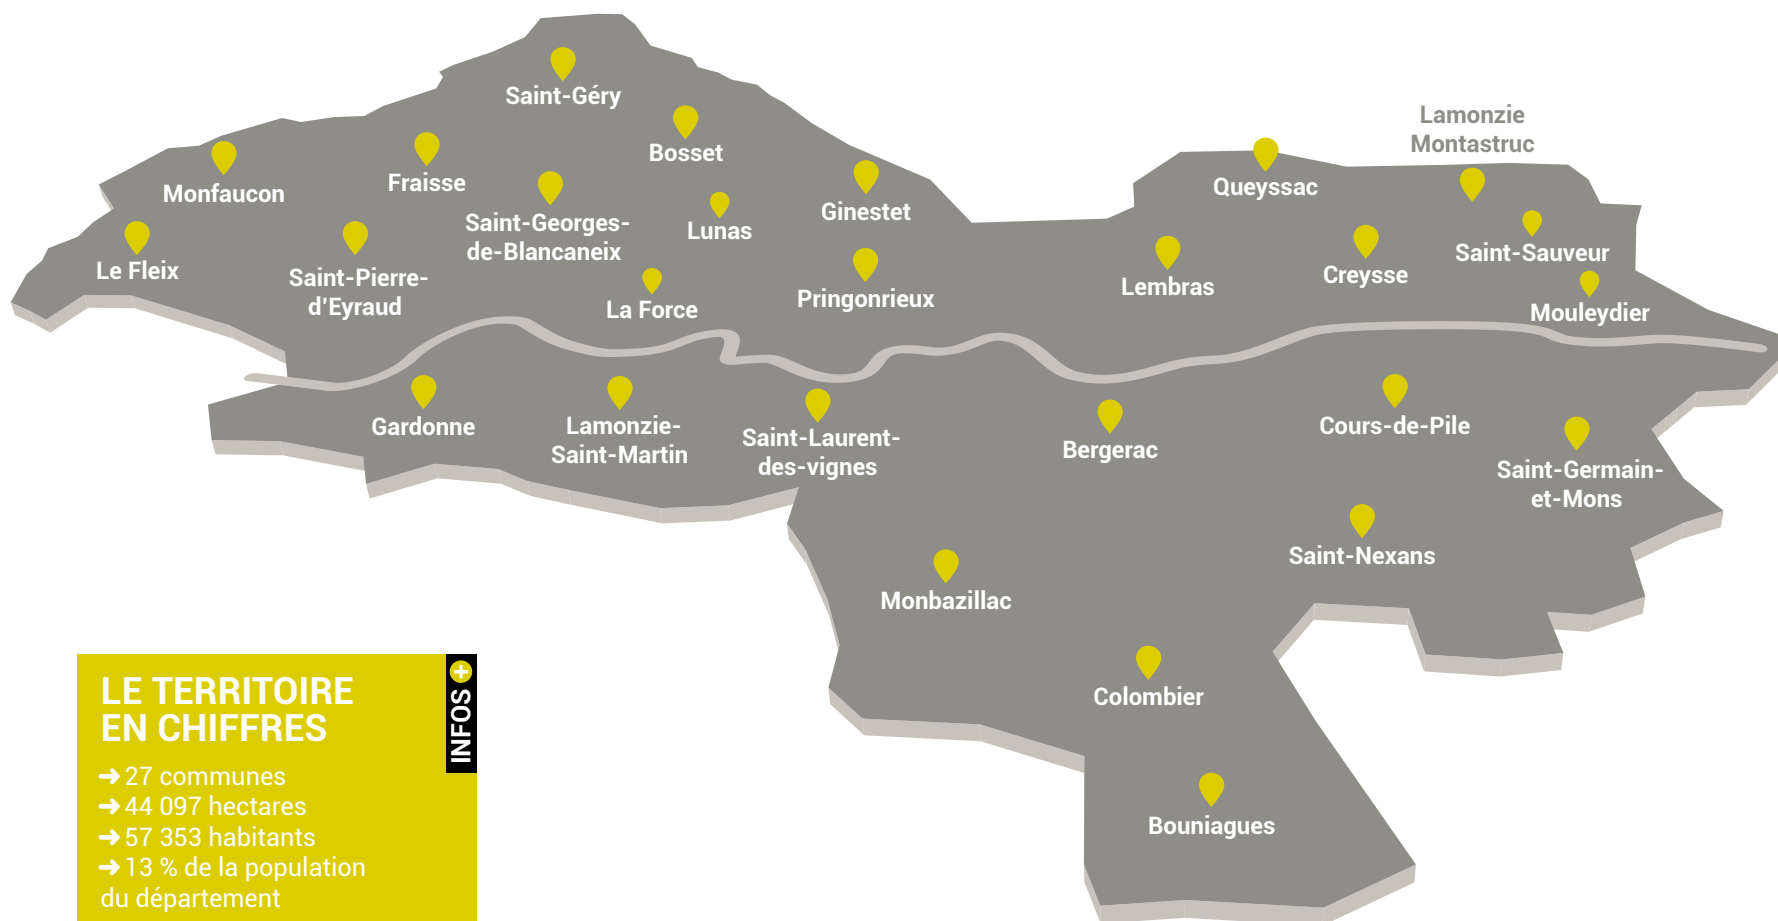 Saint-Géry
Lamonzie
Montastruc
Bosset
Monfaucon
Fraisse
Queyssac
Saint-Georges-
de-Blancaneix
Lunas
Ginestet
Saint-Sauveur
Le Fleix
Saint-Pierre-
d'Eyraud
La Force
Pringonrieux
Lembras
Creysse
Mouleydier
Gardonne
Lamonzie-
Saint-Martin
Saint-Laurent-
des-vignes
Bergerac
Cours-de-Pile
Saint-Germain-
et-Mons
Saint-Nexans
Monbazillac
Colombier
Bouniagues
LE TERRITOIRE
EN CHIFFRES
INFOS +
➜ 27 communes
➜ 44 097 hectares
➜ 57 353 habitants
➜ 13 % de la population
du département